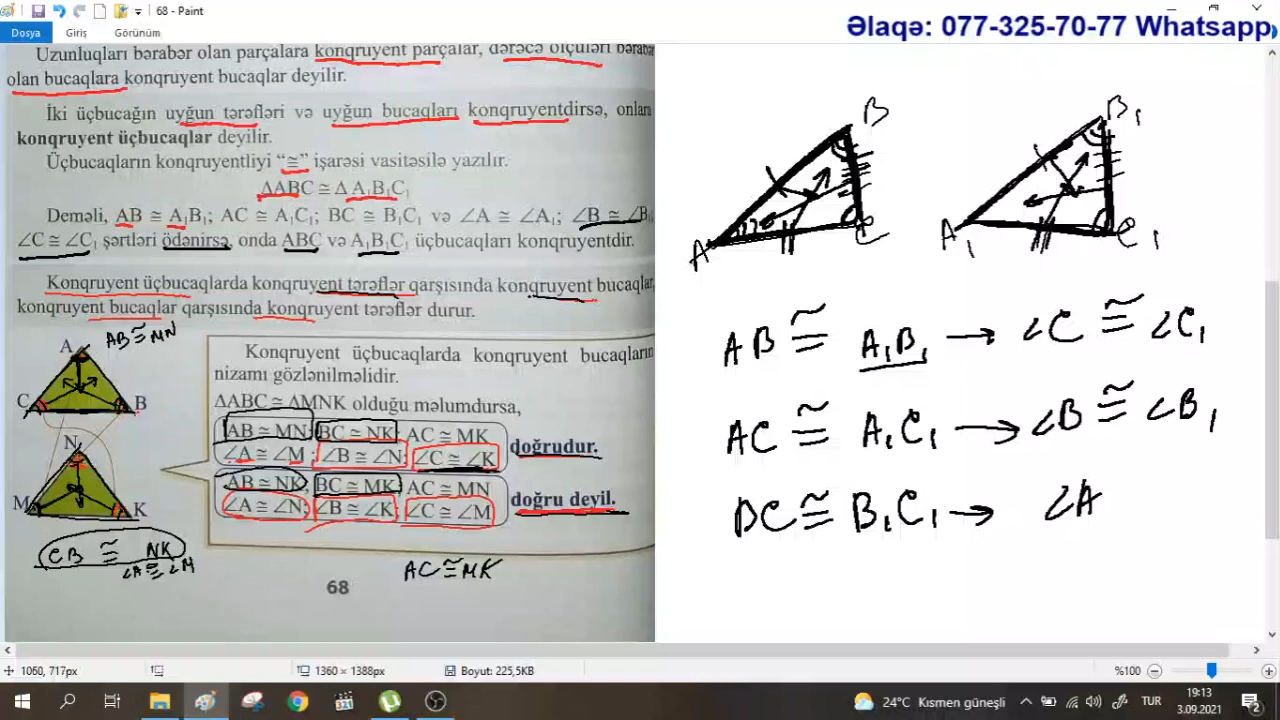 68 - Paint
Əlaqə: 077-325-70-77 Whatsapp
Dosya Giriş Görünüm
Uzunluqları bərabər olan parçalara konqruyent parçalar, dərəcə ölçüləri bərabə
olan bucaqlara konqruyent bucaqlar deyilir.
İki üçbucağın uyğun tərəfləri və uyğun bucaqları konqruyentdirsə, onlara
konqruyent üçbucaqlar deyilir.
Üçbucaqların konqruyentliyi “≅” işarəsi vasitəsilə yazılır.
ΔABC ≅ Δ A₁B₁C₁
Deməli, AB ≅ A₁B₁; AC ≅ A₁C₁; BC ≅ B₁C₁ və ∠A ≅ ∠A₁; ∠B ≅ ∠B₁
∠C ≅ ∠C₁ şərtləri ödənirsə, onda ABC və A₁B₁C₁ üçbucaqları konqruyentdir.
Konqruyent üçbucaqlarda konqruyent tərəflər qarşısında konqruyent bucaqlar,
konqruyent bucaqlar qarşısında konqruyent tərəflər durur.
AB ≅ MN
A
C
B
N
M
K
CB ≅ NK
∠A ≅ ∠M
Konqruyent üçbucaqlarda konqruyent bucaqların
nizamı gözlənilməlidir.
ΔABC ≅ ΔMNK olduğu məlumdursa,
AB ≅ MN; BC ≅ NK; AC ≅ MK
∠A ≅ ∠M; ∠B ≅ ∠N; ∠C ≅ ∠K
doğrudur.
AB ≅ NK; BC ≅ MK; AC ≅ MN
∠A ≅ ∠N; ∠B ≅ ∠K; ∠C ≅ ∠M
doğru deyil.
AC ≅ MK
68
B
A
C
B₁
A₁
C₁
AB ≅ A₁B₁ → ∠C ≅ ∠C₁
AC ≅ A₁C₁ → ∠B ≅ ∠B₁
BC ≅ B₁C₁ → ∠A
1060, 717px
1360 × 1388px
Boyut: 225,5KB
%100
24°C Kısmen güneşli
TUR
19:13
3.09.2021
2